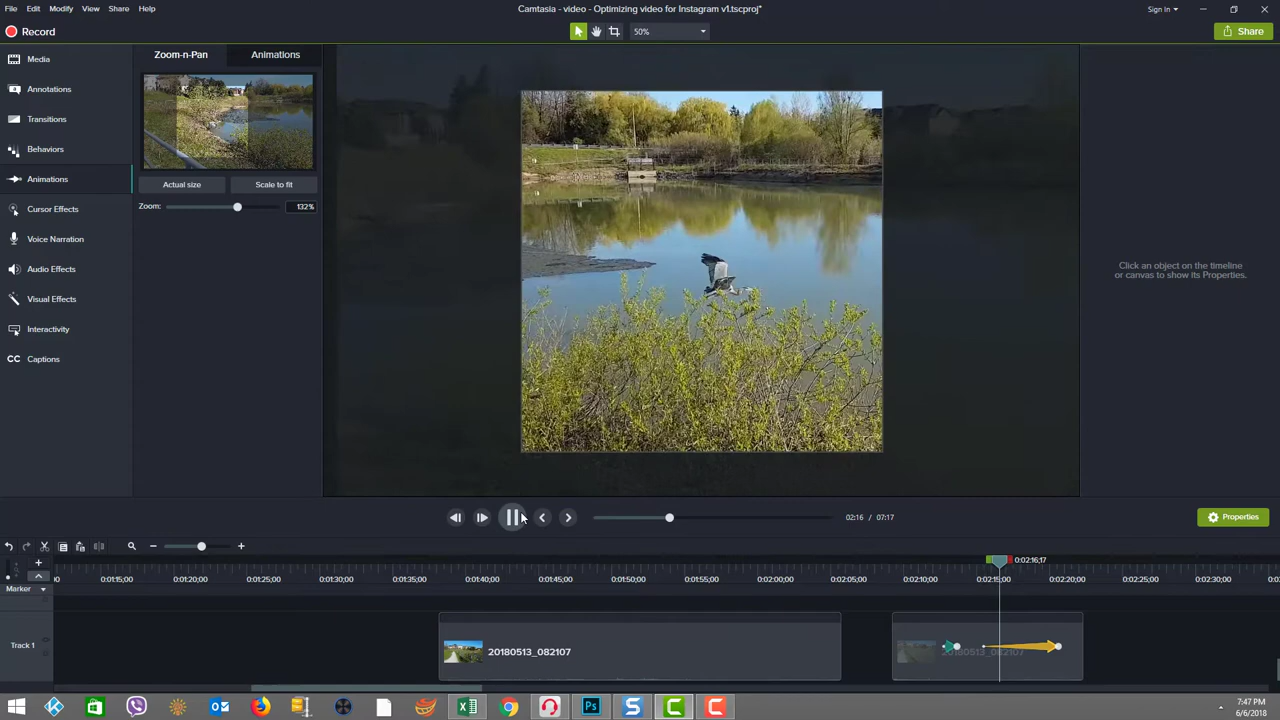 File Edit Modify View Share Help
Camtasia - video - Optimizing video for Instagram v1.tscproj*
Sign In
Record
50%
Share
Media
Annotations
Transitions
Behaviors
Animations
Cursor Effects
Voice Narration
Audio Effects
Visual Effects
Interactivity
Captions
Zoom-n-Pan
Animations
Actual size
Scale to fit
Zoom:
132%
Click an object on the timeline
or canvas to show its Properties.
02:16 / 07:17
Properties
0:02:16;17
0:01:15;00 0:01:20;00 0:01:25;00 0:01:30;00 0:01:35;00 0:01:40;00 0:01:45;00 0:01:50;00 0:01:55;00 0:02:00;00 0:02:05;00 0:02:10;00 0:02:15;00 0:02:20;00 0:02:25;00 0:02:30;00
Marker
Track 1
20180513_082107
20180513_082107
7:47 PM
6/6/2018